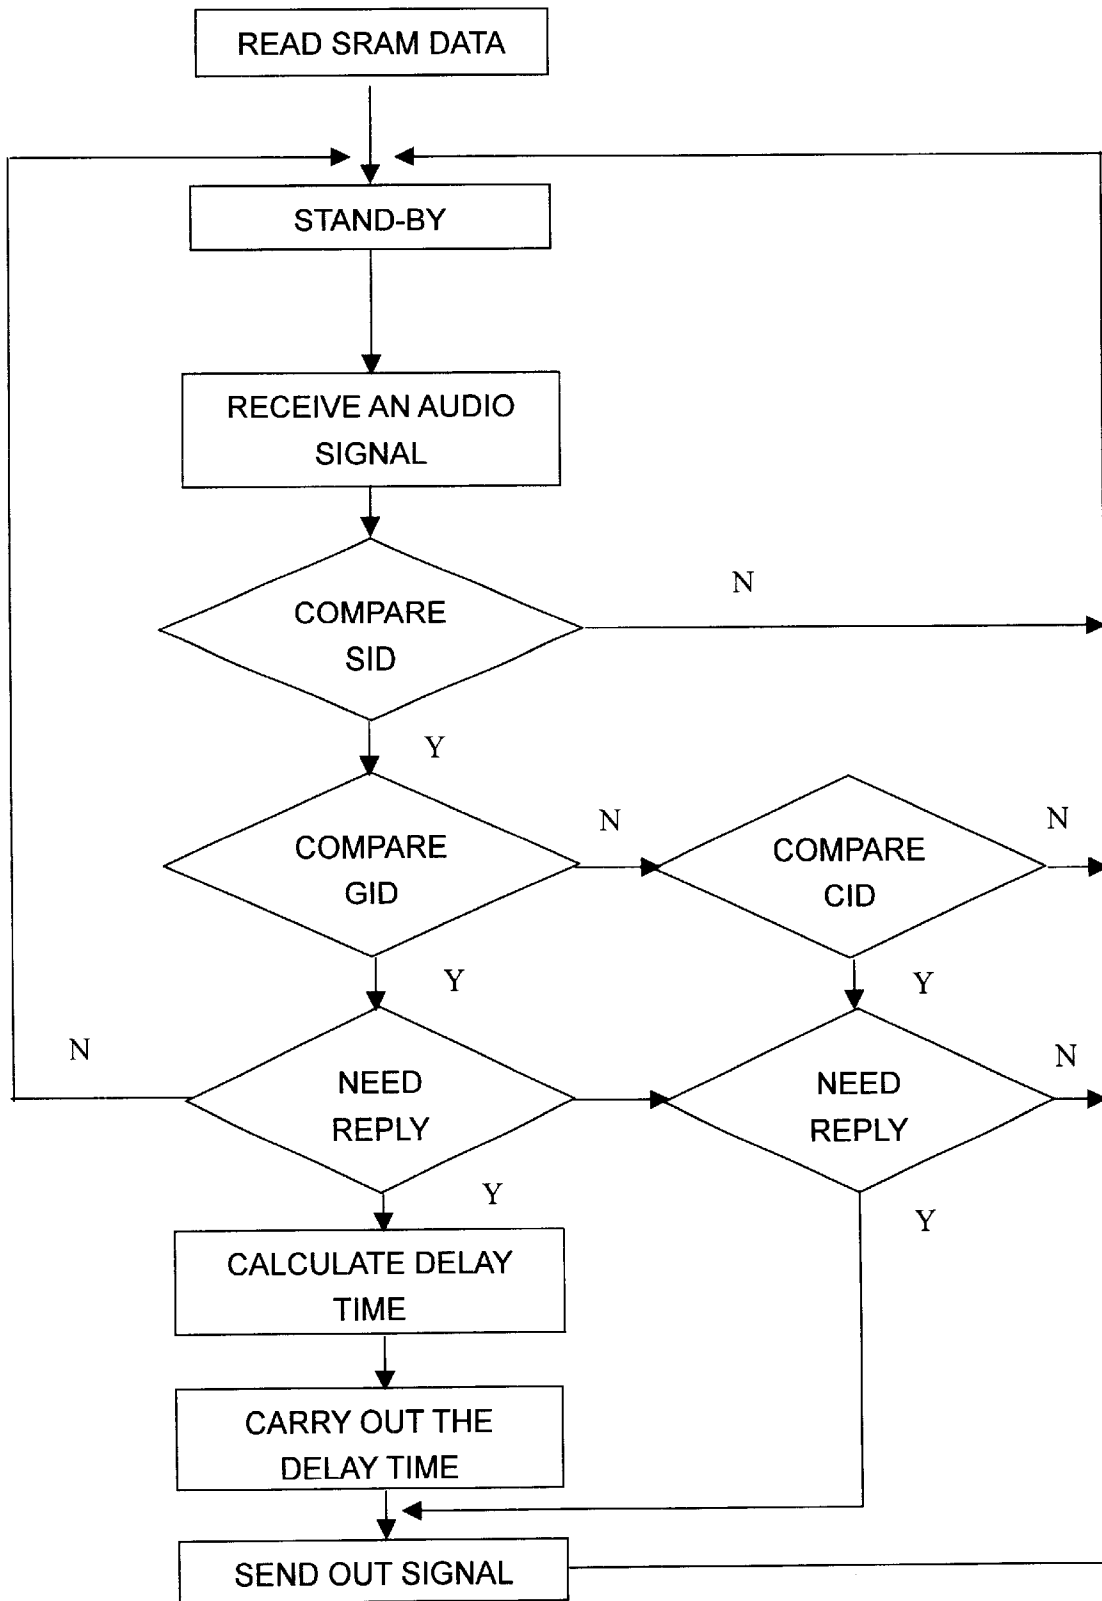 READ SRAM DATA
STAND-BY
RECEIVE AN AUDIO
SIGNAL
N
COMPARE
SID
Y
N
N
COMPARE
GID
COMPARE
CID
Y
Y
N
N
NEED
REPLY
NEED
REPLY
Y
Y
CALCULATE DELAY
TIME
CARRY OUT THE
DELAY TIME
SEND OUT SIGNAL